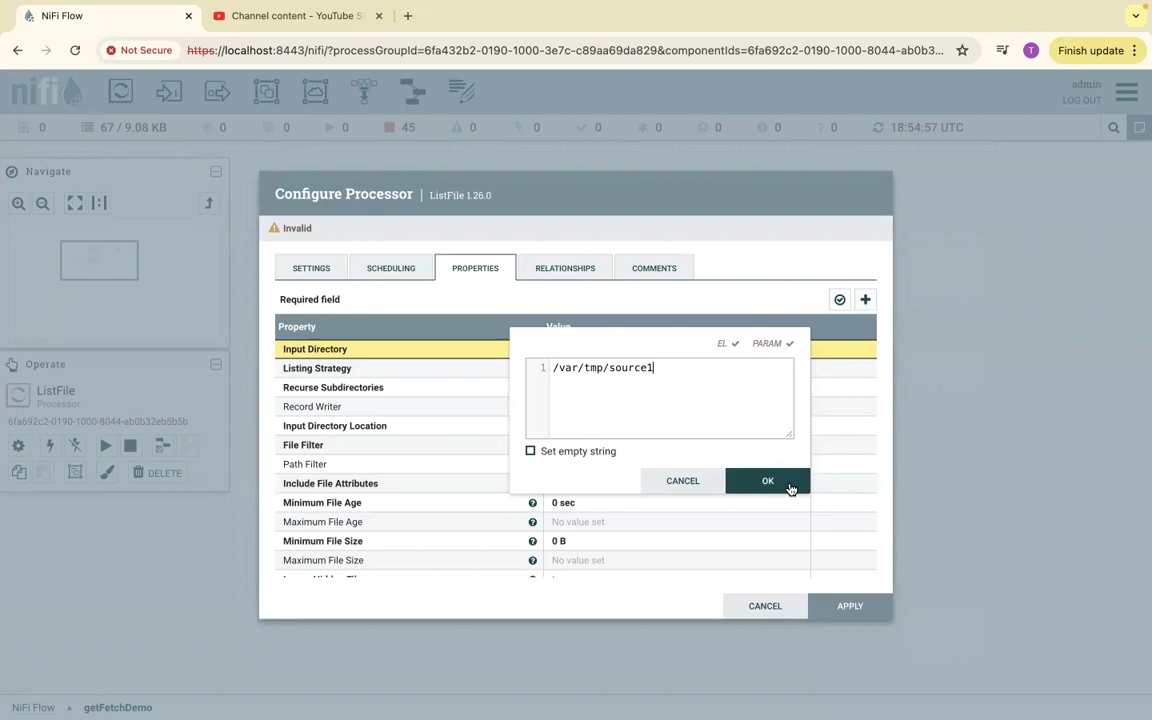 NiFi Flow
Channel content - YouTube S
Not Secure https://localhost:8443/nifi/?processGroupId=6fa432b2-0190-1000-3e7c-c89aa69da829&componentIds=6fa692c2-0190-1000-8044-ab0b3...
T
Finish update
nifi
admin
LOG OUT
0 67 / 9.08 KB 0 0 0 45 0 0 0 0 0 0 0 18:54:57 UTC
Navigate
Operate
ListFile
Processor
6fa692c2-0190-1000-8044-ab0b32eb5b5b
DELETE
Configure Processor | ListFile 1.26.0
Invalid
SETTINGS SCHEDULING PROPERTIES RELATIONSHIPS COMMENTS
Required field
Property Value
Input Directory
Listing Strategy
Recurse Subdirectories
Record Writer
Input Directory Location
File Filter
Path Filter
Include File Attributes
Minimum File Age 0 sec
Maximum File Age No value set
Minimum File Size 0 B
Maximum File Size No value set
EL PARAM
1 /var/tmp/source1
Set empty string
CANCEL OK
CANCEL APPLY
NiFi Flow » getFetchDemo